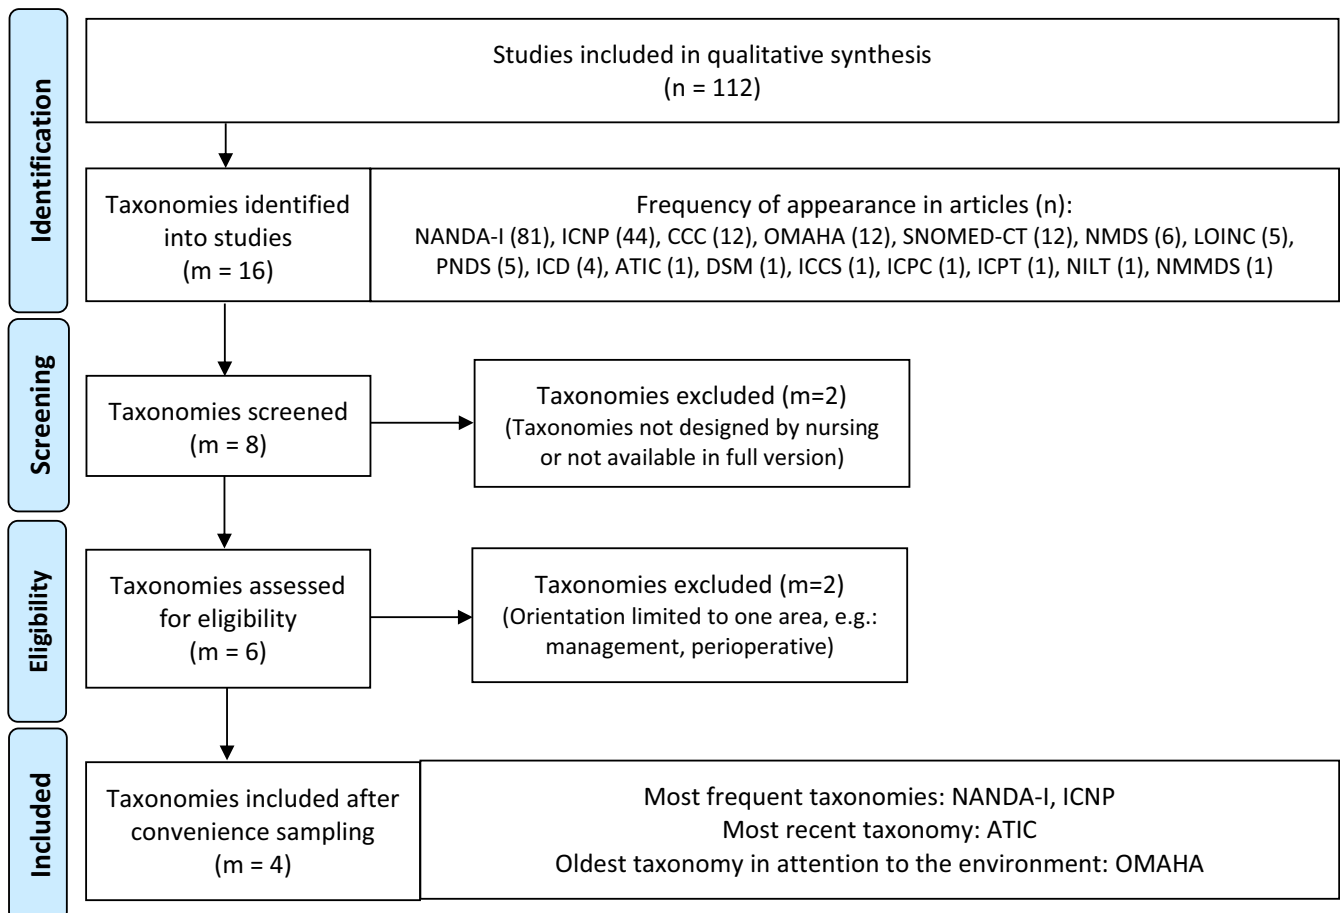 Identification
Studies included in qualitative synthesis
(n = 112)
Taxonomies identified
into studies
(m = 16)
Frequency of appearance in articles (n):
NANDA-I (81), ICNP (44), CCC (12), OMAHA (12), SNOMED-CT (12), NMDS (6), LOINC (5),
PNDS (5), ICD (4), ATIC (1), DSM (1), ICCS (1), ICPC (1), ICPT (1), NILT (1), NMMDS (1)
Screening
Taxonomies screened
(m = 8)
Taxonomies excluded (m=2)
(Taxonomies not designed by nursing
or not available in full version)
Eligibility
Taxonomies assessed
for eligibility
(m = 6)
Taxonomies excluded (m=2)
(Orientation limited to one area, e.g.:
management, perioperative)
Included
Taxonomies included after
convenience sampling
(m = 4)
Most frequent taxonomies: NANDA-I, ICNP
Most recent taxonomy: ATIC
Oldest taxonomy in attention to the environment: OMAHA